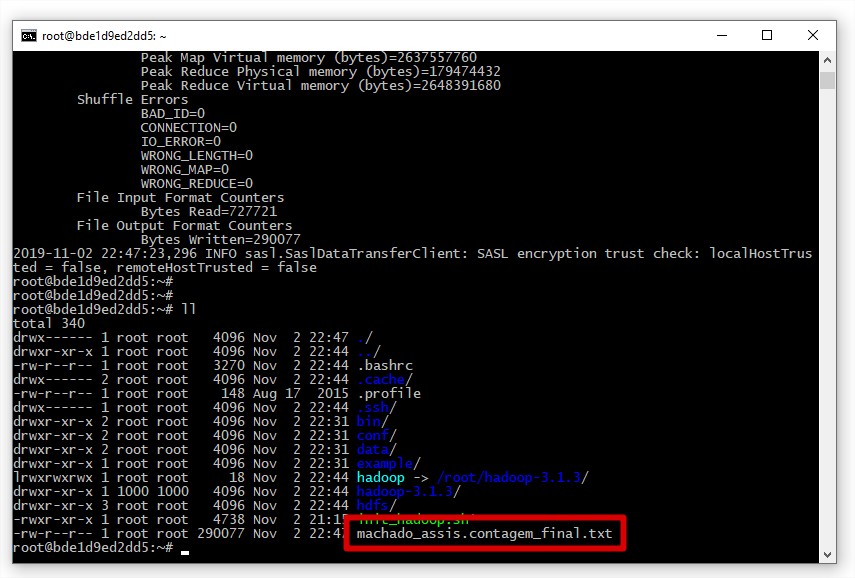 root@bde1d9ed2dd5: ~
Peak Map Virtual memory (bytes)=2637557760
Peak Reduce Physical memory (bytes)=179474432
Peak Reduce Virtual memory (bytes)=2648391680
Shuffle Errors
BAD_ID=0
CONNECTION=0
IO_ERROR=0
WRONG_LENGTH=0
WRONG_MAP=0
WRONG_REDUCE=0
File Input Format Counters
Bytes Read=727721
File Output Format Counters
Bytes Written=290077
2019-11-02 22:47:23,296 INFO sasl.SaslDataTransferClient: SASL encryption trust check: localHostTrus
ted = false, remoteHostTrusted = false
root@bde1d9ed2dd5:~#
root@bde1d9ed2dd5:~#
root@bde1d9ed2dd5:~# ll
total 340
drwx------ 1 root root   4096 Nov  2 22:47 ./
drwxr-xr-x 1 root root   4096 Nov  2 22:44 ../
-rw-r--r-- 1 root root   3270 Nov  2 22:44 .bashrc
drwx------ 2 root root   4096 Nov  2 22:44 .cache/
-rw-r--r-- 1 root root    148 Aug 17  2015 .profile
drwx------ 1 root root   4096 Nov  2 22:44 .ssh/
drwxr-xr-x 2 root root   4096 Nov  2 22:31 bin/
drwxr-xr-x 2 root root   4096 Nov  2 22:44 conf/
drwxr-xr-x 2 root root   4096 Nov  2 22:31 data/
drwxr-xr-x 2 root root   4096 Nov  2 22:31 example/
lrwxrwxrwx 1 root root     18 Nov  2 22:44 hadoop -> /root/hadoop-3.1.3/
drwxr-xr-x 1 1000 1000   4096 Nov  2 22:44 hadoop-3.1.3/
drwxr-xr-x 3 root root   4096 Nov  2 22:44 hdfs/
-rwxr-xr-x 1 root root   4738 Nov  2 21:15 init_hadoop.sh*
-rw-r--r-- 1 root root 290077 Nov  2 22:47 machado_assis.contagem_final.txt
root@bde1d9ed2dd5:~#